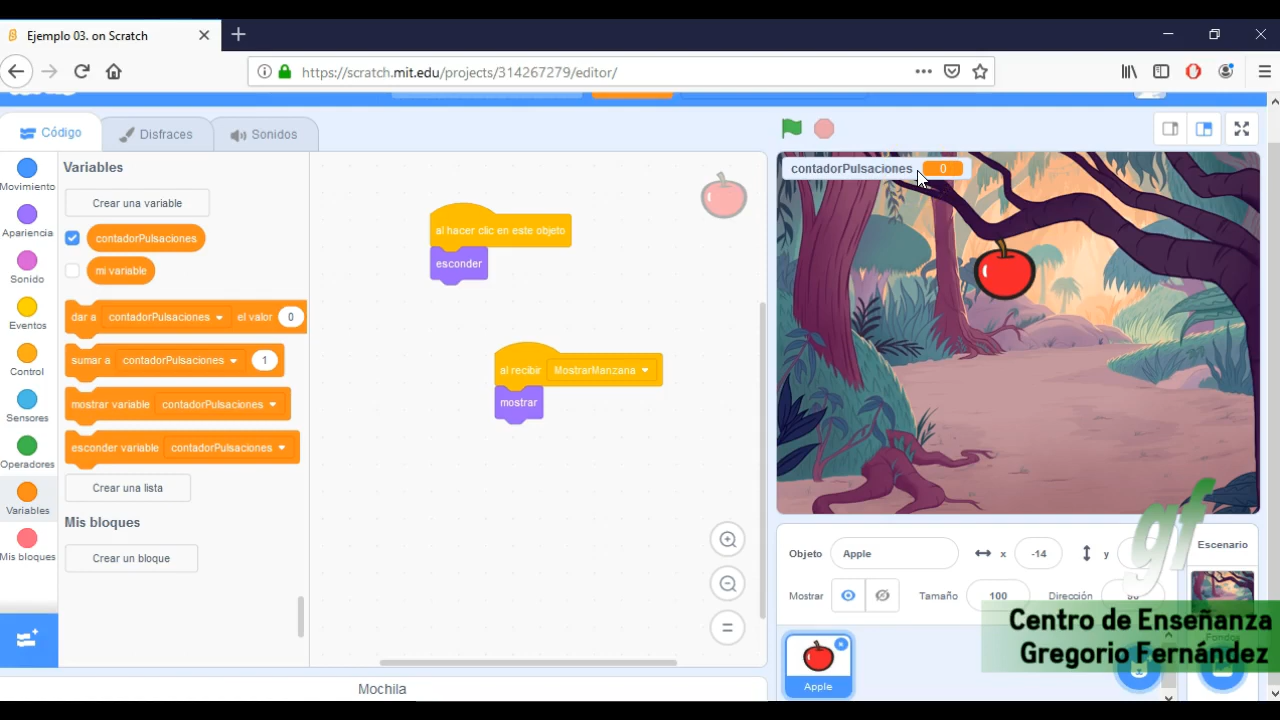 Ejemplo 03. on Scratch
https://scratch.mit.edu/projects/314267279/editor/
Código
Disfraces
Sonidos
Movimiento
Apariencia
Sonido
Eventos
Control
Sensores
Operadores
Variables
Mis bloques
Variables
Crear una variable
contadorPulsaciones
mi variable
dar a contadorPulsaciones el valor 0
sumar a contadorPulsaciones 1
mostrar variable contadorPulsaciones
esconder variable contadorPulsaciones
Crear una lista
Mis bloques
Crear un bloque
al hacer clic en este objeto
esconder
al recibir MostrarManzana
mostrar
Mochila
contadorPulsaciones 0
Objeto Apple x -14 y
Mostrar Tamaño 100 Dirección
Apple
Escenario
Fondos
gf
Centro de Enseñanza
Gregorio Fernández